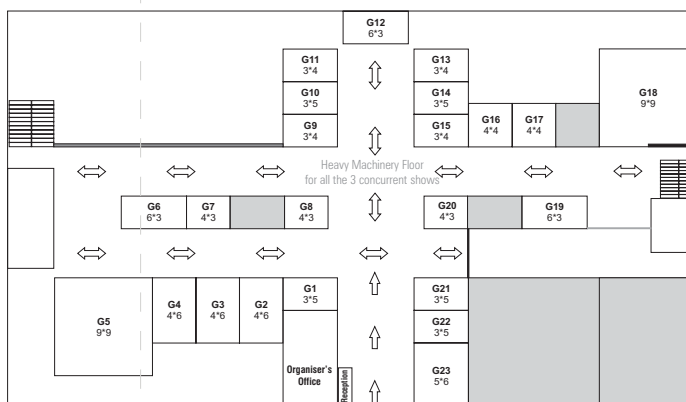 G12
6*3
G11
3*4
G13
3*4
G18
9*9
G10
3*5
G14
3*5
G16
4*4
G17
4*4
G9
3*4
G15
3*4
Heavy Machinery Floor
for all the 3 concurrent shows
G6
6*3
G7
4*3
G8
4*3
G20
4*3
G19
6*3
G1
3*5
G21
3*5
G5
9*9
G4
4*6
G3
4*6
G2
4*6
G22
3*5
Organiser's
Office
Reception
G23
5*6